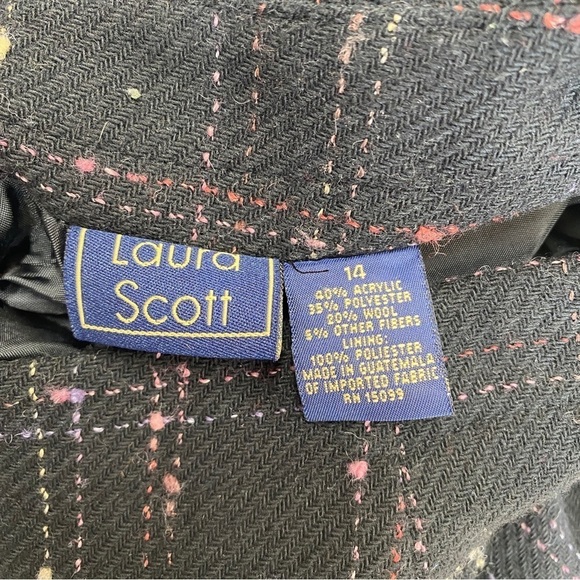 Laura
Scott
14
40% ACRYLIC
35% POLYESTER
20% WOOL
5% OTHER FIBERS
LINING:
100% POLIESTER
MADE IN GUATEMALA
OF IMPORTED FABRIC
RN 15099